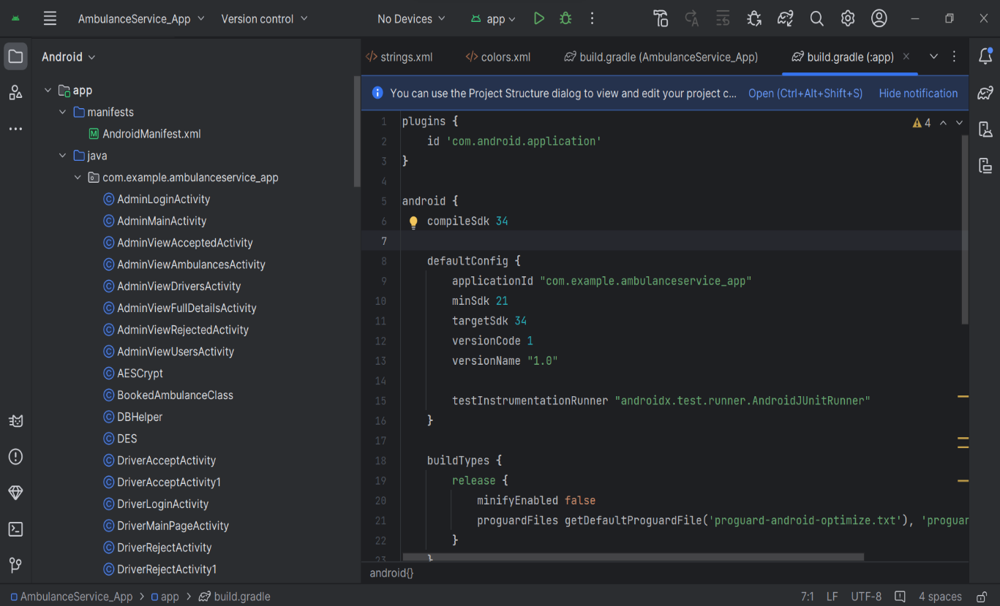 AmbulanceService_App Version control No Devices app
Android
strings.xml colors.xml build.gradle (AmbulanceService_App) build.gradle (:app)
You can use the Project Structure dialog to view and edit your project c... Open (Ctrl+Alt+Shift+S) Hide notification
app
manifests
AndroidManifest.xml
java
com.example.ambulanceservice_app
AdminLoginActivity
AdminMainActivity
AdminViewAcceptedActivity
AdminViewAmbulancesActivity
AdminViewDriversActivity
AdminViewFullDetailsActivity
AdminViewRejectedActivity
AdminViewUsersActivity
AESCrypt
BookedAmbulanceClass
DBHelper
DES
DriverAcceptActivity
DriverAcceptActivity1
DriverLoginActivity
DriverMainPageActivity
DriverRejectActivity
DriverRejectActivity1
4
1 plugins {
2 id 'com.android.application'
3 }
4
5 android {
6 compileSdk 34
7
8 defaultConfig {
9 applicationId "com.example.ambulanceservice_app"
10 minSdk 21
11 targetSdk 34
12 versionCode 1
13 versionName "1.0"
14
15 testInstrumentationRunner "androidx.test.runner.AndroidJUnitRunner"
16 }
17
18 buildTypes {
19 release {
20 minifyEnabled false
21 proguardFiles getDefaultProguardFile('proguard-android-optimize.txt'), 'proguar
22 }
23 }
android{}
AmbulanceService_App > app > build.gradle 7:1 LF UTF-8 4 spaces